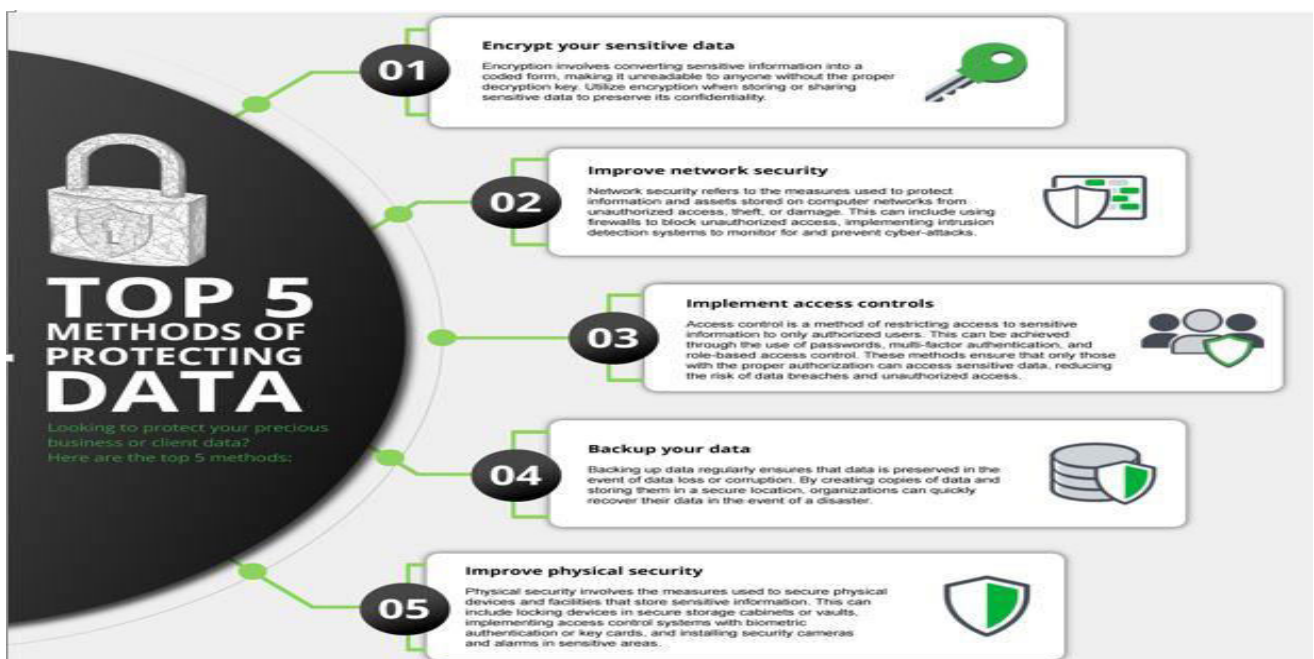 TOP 5
METHODS OF
PROTECTING
DATA
Looking to protect your precious
business or client data?
Here are the top 5 methods:
01
Encrypt your sensitive data
Encryption involves converting sensitive information into a
coded form, making it unreadable to anyone without the proper
decryption key. Utilize encryption when storing or sharing
sensitive data to preserve its confidentiality.
02
Improve network security
Network security refers to the measures used to protect
information and assets stored on computer networks from
unauthorized access, theft, or damage. This can include using
firewalls to block unauthorized access, implementing intrusion
detection systems to monitor for and prevent cyber-attacks.
03
Implement access controls
Access control is a method of restricting access to sensitive
information to only authorized users. This can be achieved
through the use of passwords, multi-factor authentication, and
role-based access control. These methods ensure that only those
with the proper authorization can access sensitive data, reducing
the risk of data breaches and unauthorized access.
04
Backup your data
Backing up data regularly ensures that data is preserved in the
event of data loss or corruption. By creating copies of data and
storing them in a secure location, organizations can quickly
recover their data in the event of a disaster.
05
Improve physical security
Physical security involves the measures used to secure physical
devices and facilities that store sensitive information. This can
include locking devices in secure storage cabinets or vaults,
implementing access control systems with biometric
authentication or key cards, and installing security cameras
and alarms in sensitive areas.